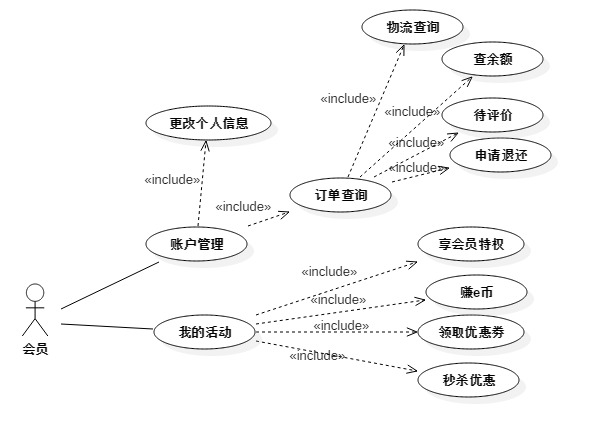 物流查询
查余额
«include»
«include»
待评价
更改个人信息
«include»
申请退还
«include»
«include»
订单查询
«include»
账户管理
享会员特权
«include»
赚e币
«include»
我的活动
«include»
领取优惠券
会员
«include»
秒杀优惠